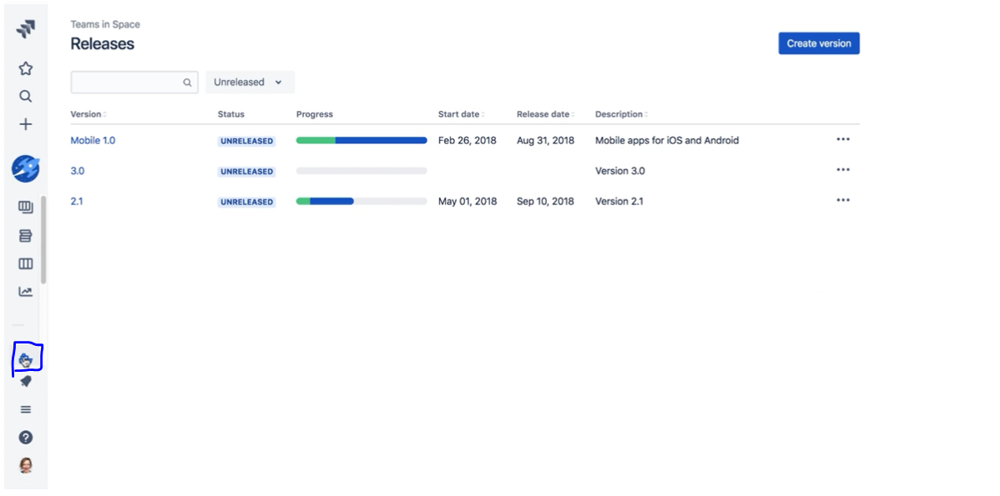 Teams in Space
Releases
Create version
Unreleased
Version Status Progress Start date Release date Description
Mobile 1.0 UNRELEASED Feb 26, 2018 Aug 31, 2018 Mobile apps for iOS and Android
3.0 UNRELEASED Version 3.0
2.1 UNRELEASED May 01, 2018 Sep 10, 2018 Version 2.1